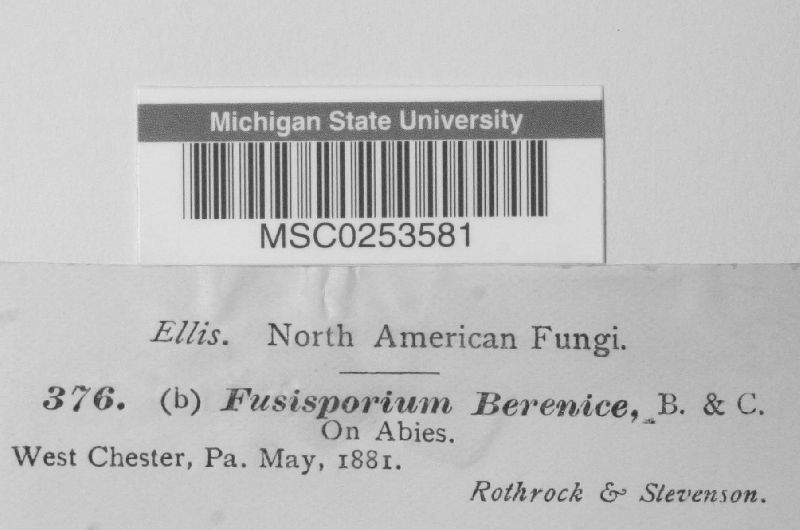 Michigan State University
MSC0253581
Ellis. North American Fungi.
376. (b) Fusisporium Berenice, B. & C.
On Abies.
West Chester, Pa. May, 1881.
Rothrock & Stevenson.